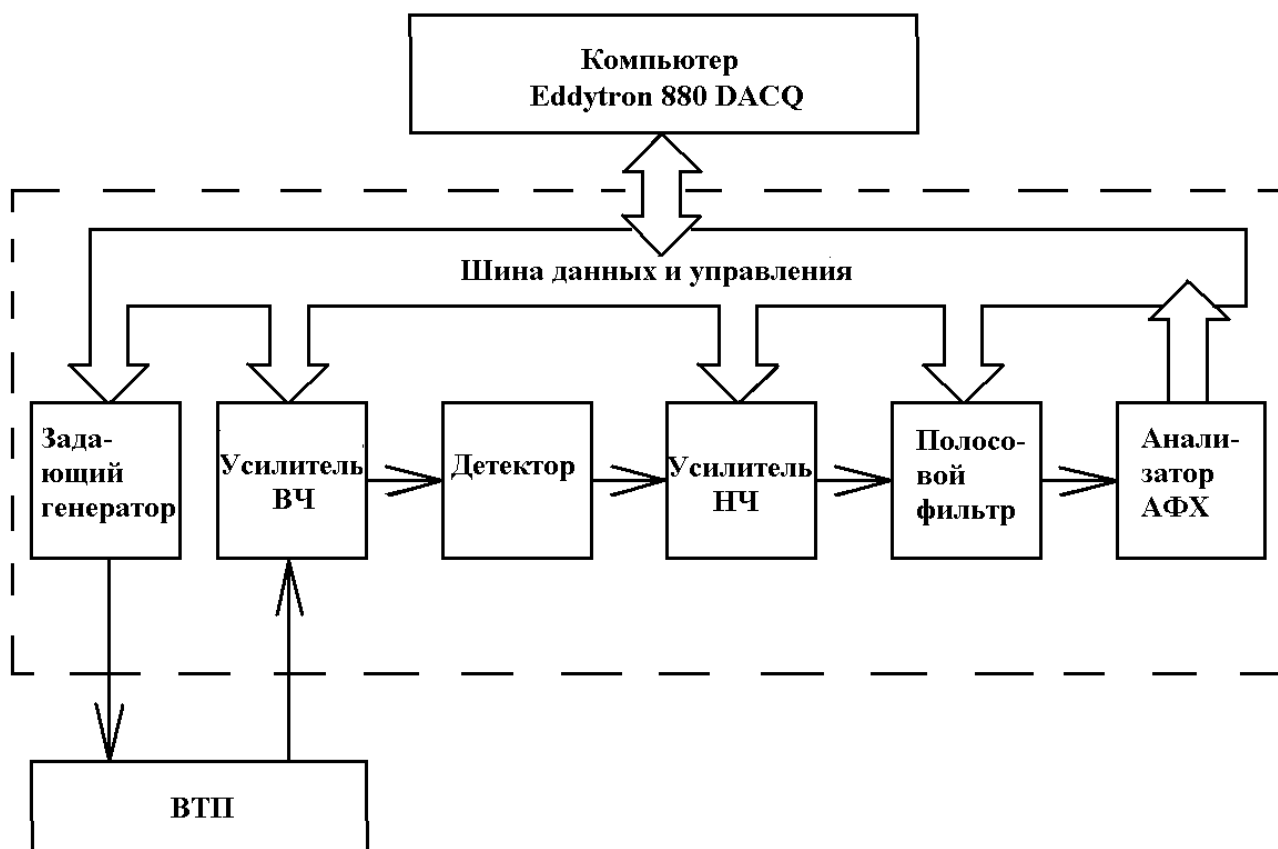 Компьютер
Eddytron 880 DACQ
Шина данных и управления
Зада-
ющий
генератор
Усилитель
ВЧ
Детектор
Усилитель
НЧ
Полосо-
вой
фильтр
Анали-
затор
АФХ
ВТП